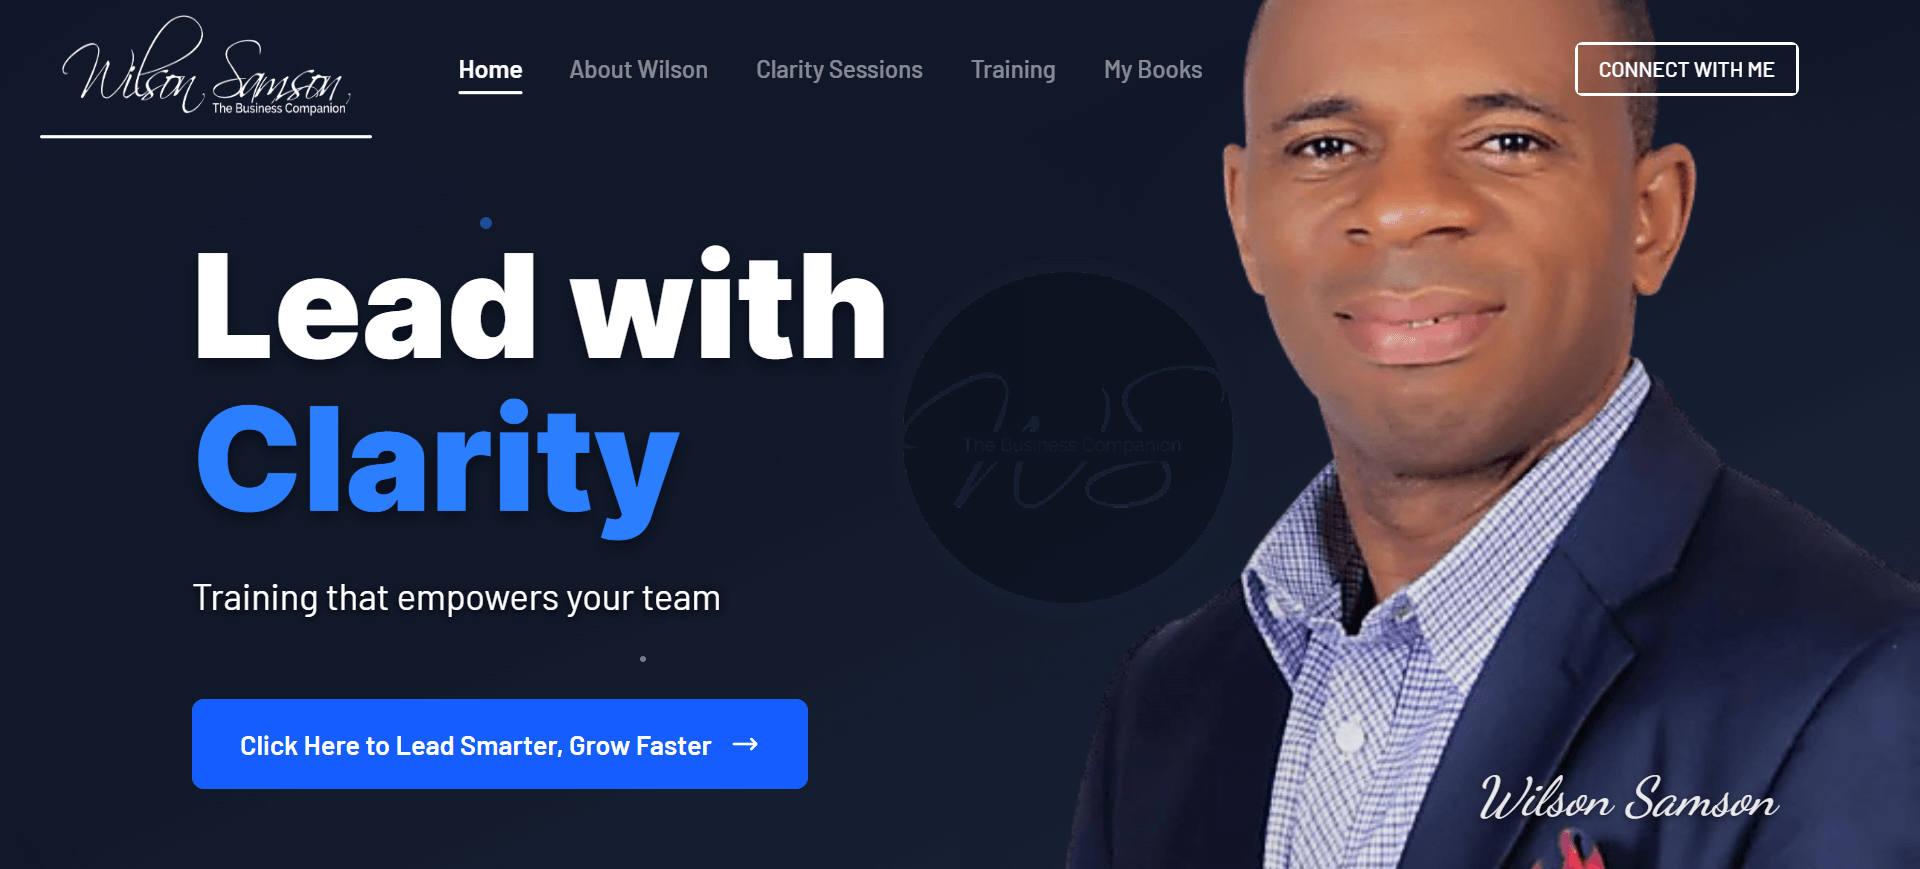 Wilson Samson
The Business Companion
Home
About Wilson
Clarity Sessions
Training
My Books
CONNECT WITH ME
Lead with
Clarity
WS
The Business Companion
Training that empowers your team
Click Here to Lead Smarter, Grow Faster →
Wilson Samson